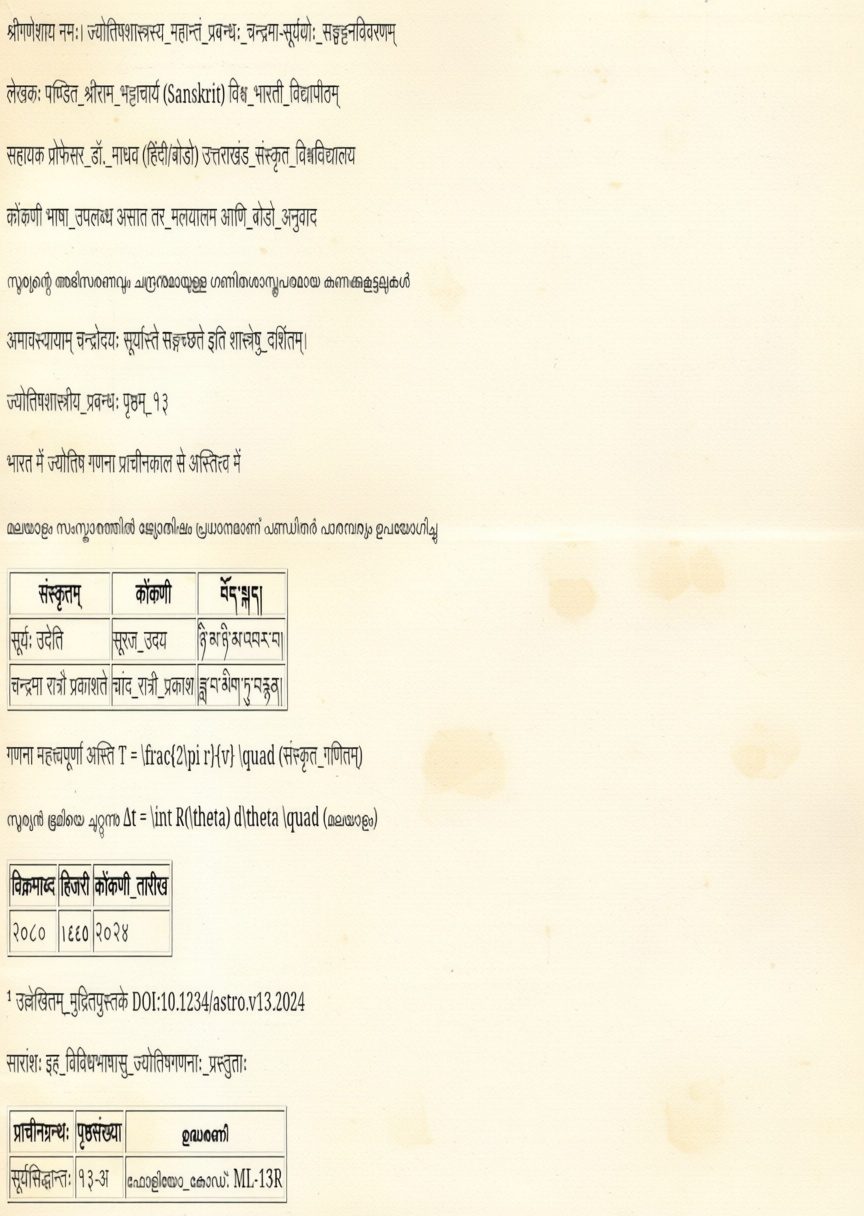 श्रीगणेशाय नमः। ज्योतिषशास्त्रस्य_महान्तं_प्रबन्धः_चन्द्रमा-सूर्ययोः_सङ्घट्टनविवरणम्
लेखकः पण्डित_श्रीराम_भट्टाचार्य (Sanskrit) विश्व_भारती_विद्यापीठम्
सहायक प्रोफेसर_डॉ._माधव (हिंदी/बोडो) उत्तराखंड_संस्कृत_विश्वविद्यालय
कोंकणी भाषा_उपलब्ध असात तर_मलयालम आणि_बोडो_अनुवाद
സൂര്യന്റെ അഭിസരണവും ചന്ദ്രനുമായുള്ള ഗണിതശാസ്ത്രപരമായ കണക്കുകൂട്ടലുകൾ
अमावस्यायाम् चन्द्रोदयः सूर्यास्ते सङ्गच्छते इति शास्त्रेषु_दर्शितम्।
ज्योतिषशास्त्रीय_प्रबन्धः पृष्ठम्_१३
भारत में ज्योतिष गणना प्राचीनकाल से अस्तित्व में
മലയാളം സംസ്കാരത്തിൽ ജ്യോതിഷം പ്രധാനമാണ് പണ്ഡിതർ പാരമ്പര്യം ഉപയോഗിച്ചു
संस्कृतम् कोंकणी བོད་སྐད།
सूर्यः उदेति सूरज_उदय ཉི་མ་ཉི་མ་འབར་བ།
चन्द्रमा रात्रौ प्रकाशते चांद_रात्री_प्रकाश
गणना महत्त्वपूर्णा अस्ति T = \frac{2\pi r}{v} \quad (संस्कृत_गणितम्)
സൂര്യൻ ഭൂമിയെ ചുറ്റുന്നു Δt = \int R(\theta) d\theta \quad (മലയാളം)
विक्रमाब्द हिजरी कोंकणी_तारीख
२०८० ١٤٤٥ २०२४
¹ उल्लेखितम्_मुद्रितपुस्तके DOI:10.1234/astro.v13.2024
सारांशः इह_विविधभाषासु_ज्योतिषगणनाः_प्रस्तुताः
प्राचीनग्रन्थः पृष्ठसंख्या ഉദ്ധരണി
सूर्यसिद्धान्तः १३-अ ഫോളിയോ_കോഡ്: ML-13R